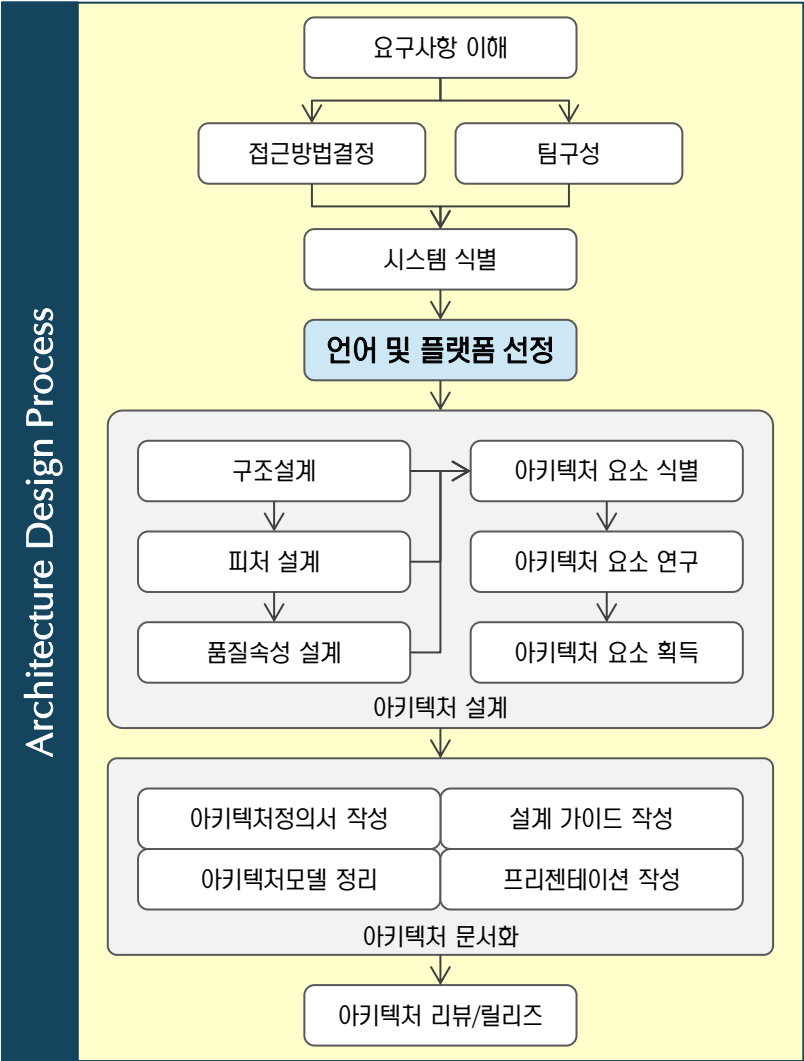 Architecture Design Process
요구사항 이해
접근방법결정
팀구성
시스템 식별
언어 및 플랫폼 선정
구조설계
아키텍처 요소 식별
피처 설계
아키텍처 요소 연구
품질속성 설계
아키텍처 요소 획득
아키텍처 설계
아키텍처정의서 작성
설계 가이드 작성
아키텍처모델 정리
프리젠테이션 작성
아키텍처 문서화
아키텍처 리뷰/릴리즈